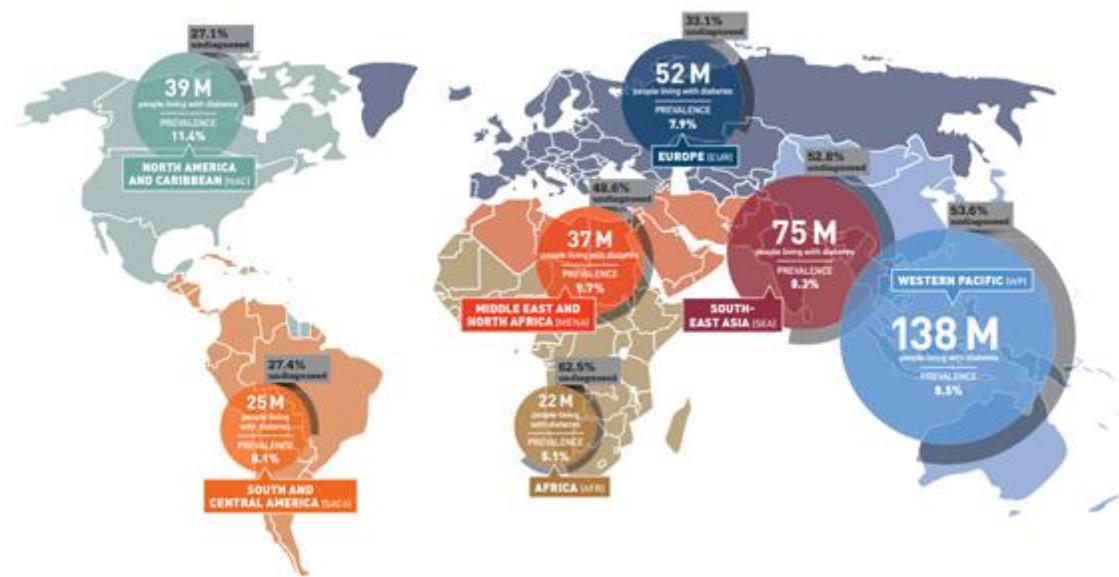 27.1%
undiagnosed
39 M
people living with diabetes
PREVALENCE
11.4%
NORTH AMERICA
AND CARIBBEAN (NAC)
33.1%
undiagnosed
52 M
people living with diabetes
PREVALENCE
7.9%
EUROPE (EUR)
48.6%
undiagnosed
37 M
people living with diabetes
PREVALENCE
9.7%
MIDDLE EAST AND
NORTH AFRICA (MENA)
52.8%
undiagnosed
75 M
people living with diabetes
PREVALENCE
8.3%
SOUTH-
EAST ASIA (SEA)
53.6%
undiagnosed
WESTERN PACIFIC (WP)
138 M
people living with diabetes
PREVALENCE
8.5%
27.4%
undiagnosed
25 M
people living
with diabetes
PREVALENCE
8.1%
SOUTH AND
CENTRAL AMERICA (SACA)
62.5%
undiagnosed
22 M
people living
with diabetes
PREVALENCE
5.1%
AFRICA (AFR)